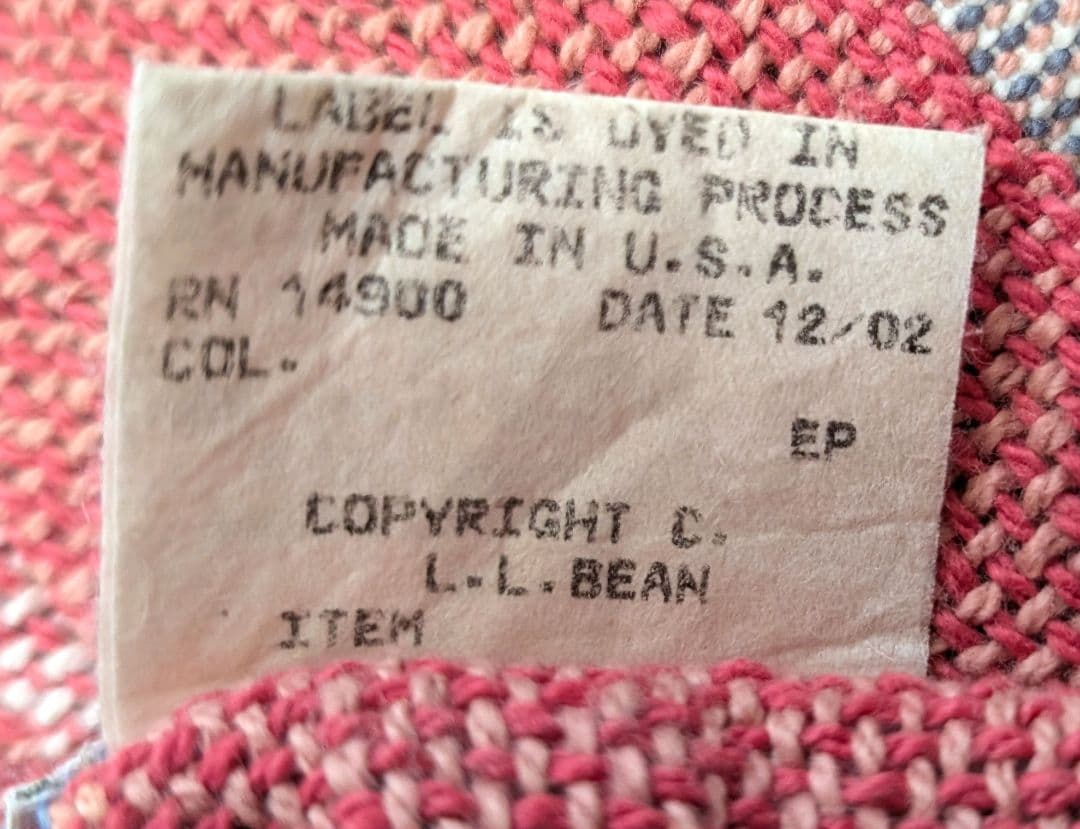 LABEL IS DYED IN
MANUFACTURING PROCESS
MADE IN U.S.A.
RN 14900 DATE 12/02
COL.
EP
COPYRIGHT C.
L.L.BEAN
ITEM